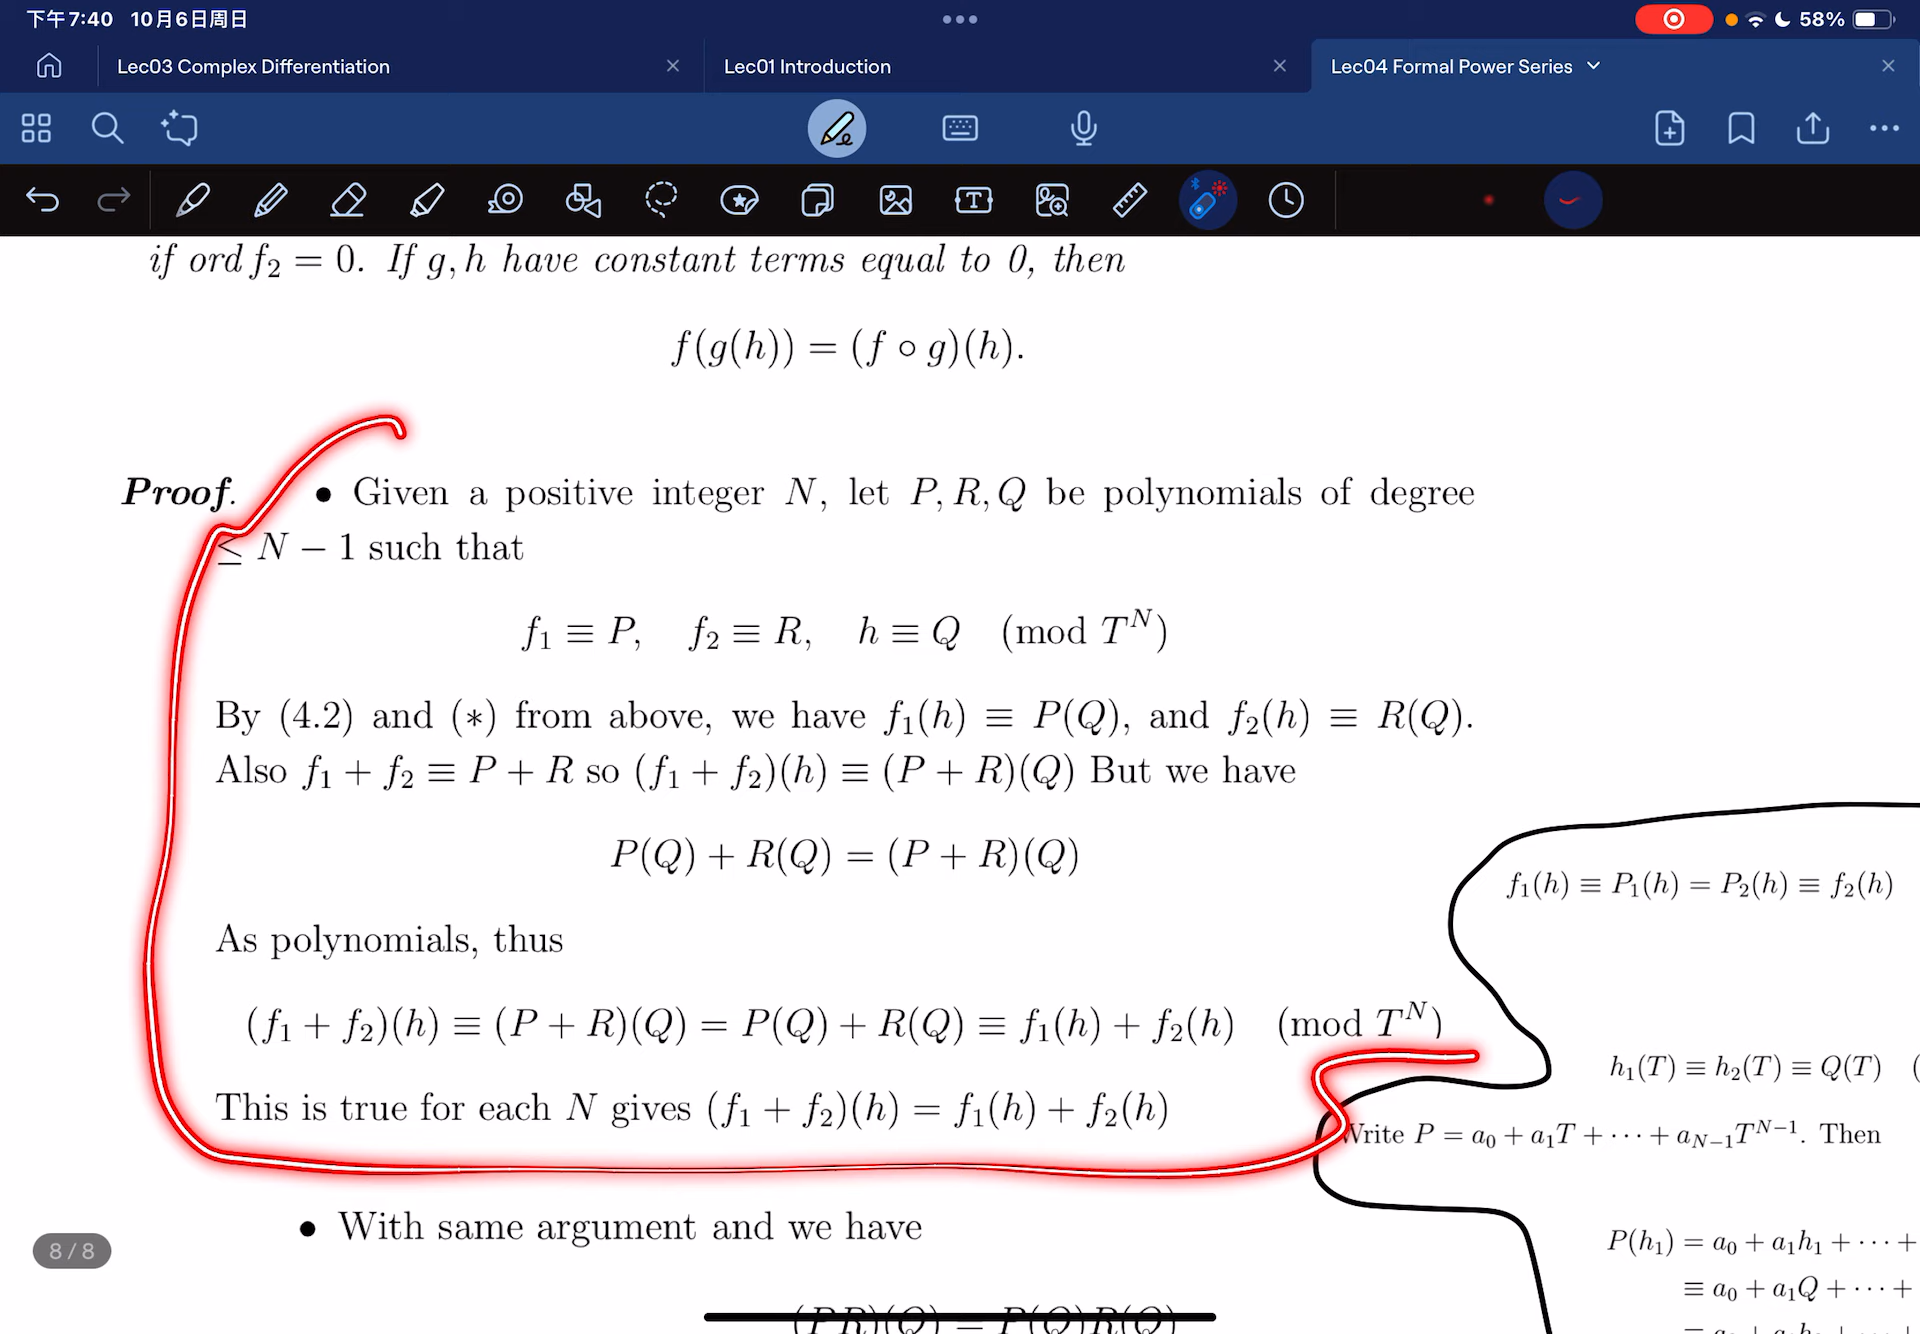 下午7:40 10月6日周日
58%
Lec03 Complex Differentiation
Lec01 Introduction
Lec04 Formal Power Series
if ord f₂ = 0. If g, h have constant terms equal to 0, then
f(g(h)) = (f ∘ g)(h).
Proof. • Given a positive integer N, let P, R, Q be polynomials of degree
≤ N − 1 such that
f₁ ≡ P, f₂ ≡ R, h ≡ Q (mod Tᴺ)
By (4.2) and (∗) from above, we have f₁(h) ≡ P(Q), and f₂(h) ≡ R(Q).
Also f₁ + f₂ ≡ P + R so (f₁ + f₂)(h) ≡ (P + R)(Q) But we have
P(Q) + R(Q) = (P + R)(Q)
As polynomials, thus
(f₁ + f₂)(h) ≡ (P + R)(Q) = P(Q) + R(Q) ≡ f₁(h) + f₂(h) (mod Tᴺ)
This is true for each N gives (f₁ + f₂)(h) = f₁(h) + f₂(h)
• With same argument and we have
(PR)(Q) = P(Q)R(Q)
8 / 8
f₁(h) ≡ P₁(h) = P₂(h) ≡ f₂(h)
h₁(T) ≡ h₂(T) ≡ Q(T) (
Write P = a₀ + a₁T + ⋯ + a_{N−1}T^{N−1}. Then
P(h₁) = a₀ + a₁h₁ + ⋯ +
≡ a₀ + a₁Q + ⋯ +